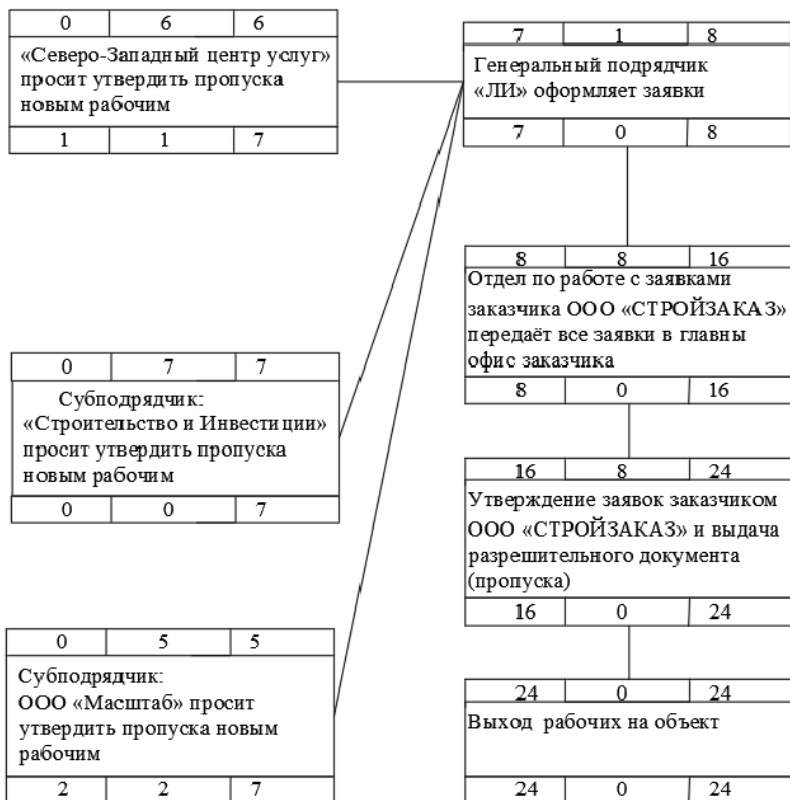 0 6 6
«Северо-Западный центр услуг»
просит утвердить пропуска
новым рабочим
1 1 7
0 7 7
Субподрядчик:
«Строительство и Инвестиции»
просит утвердить пропуска
новым рабочим
0 0 7
0 5 5
Субподрядчик:
ООО «Масштаб» просит
утвердить пропуска новым
рабочим
2 2 7
7 1 8
Генеральный подрядчик
«ЛИ» оформляет заявки
7 0 8
8 8 16
Отдел по работе с заявками
заказчика ООО «СТРОЙЗАКАЗ»
передаёт все заявки в главны
офис заказчика
8 0 16
16 8 24
Утверждение заявок заказчиком
ООО «СТРОЙЗАКАЗ» и выдача
разрешительного документа
(пропуска)
16 0 24
24 0 24
Выход рабочих на объект
24 0 24